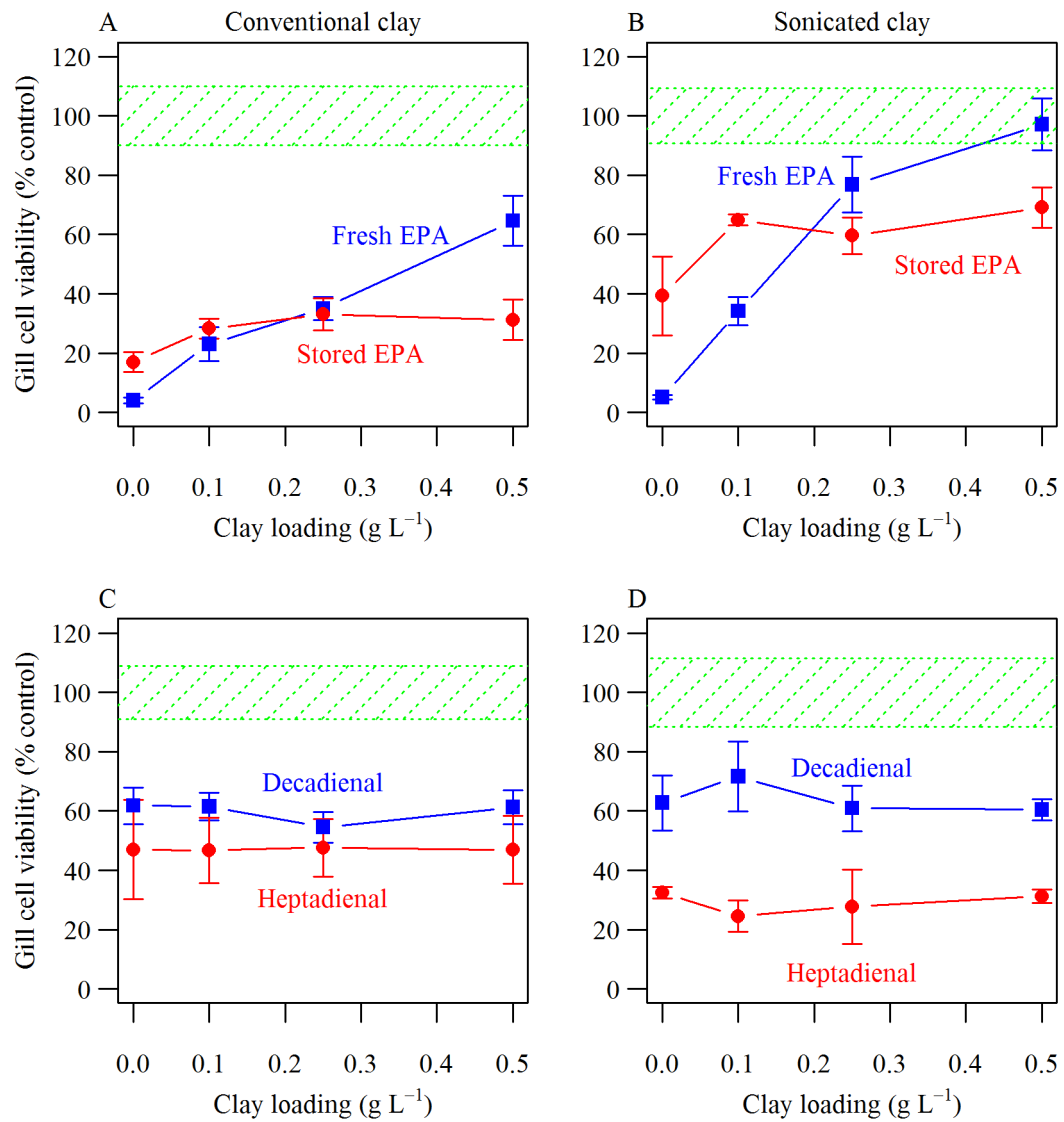 A Conventional clay
B Sonicated clay
Gill cell viability (% control)
120
100
80
60
40
20
0
Fresh EPA
Stored EPA
0.0 0.1 0.2 0.3 0.4 0.5
Clay loading (g L⁻¹)
120
100
80
60
40
20
0
Fresh EPA
Stored EPA
0.0 0.1 0.2 0.3 0.4 0.5
Clay loading (g L⁻¹)
C
Gill cell viability (% control)
120
100
80
60
40
20
0
Decadienal
Heptadienal
0.0 0.1 0.2 0.3 0.4 0.5
Clay loading (g L⁻¹)
D
120
100
80
60
40
20
0
Decadienal
Heptadienal
0.0 0.1 0.2 0.3 0.4 0.5
Clay loading (g L⁻¹)